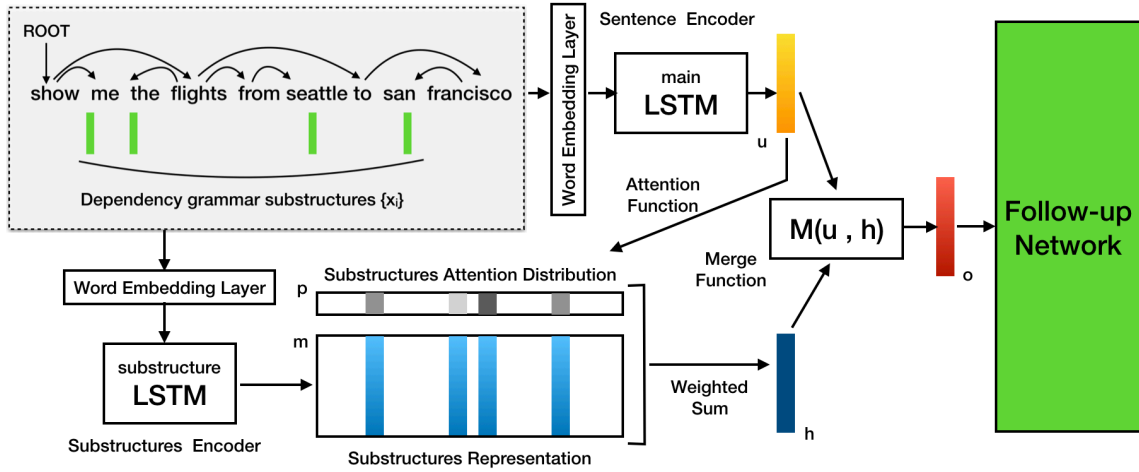 ROOT
show me the flights from seattle to san francisco
Dependency grammar substructures {xᵢ}
Word Embedding Layer
Sentence Encoder
main
LSTM
u
Attention
Function
M(u , h)
Merge
Function
o
Follow-up
Network
Word Embedding Layer
substructure
LSTM
Substructures Encoder
Substructures Attention Distribution
p
m
Substructures Representation
Weighted
Sum
h